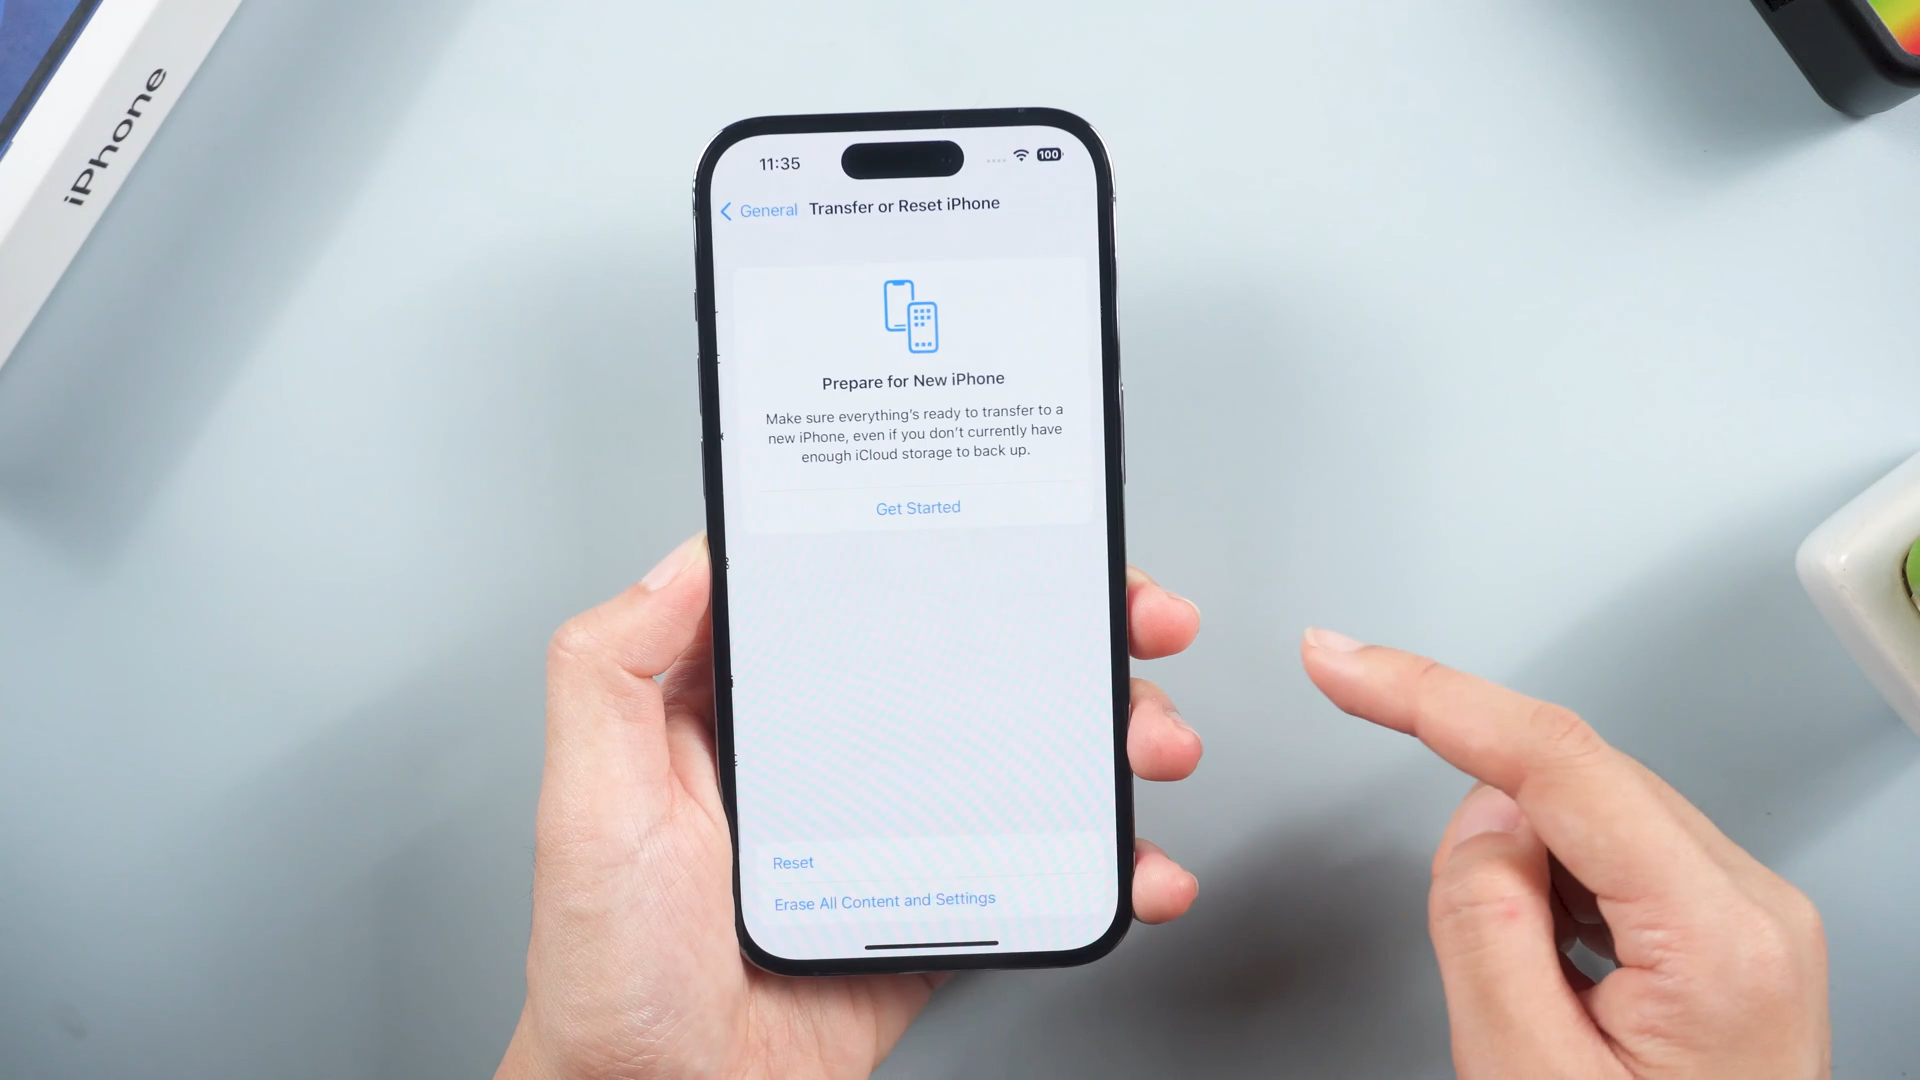 iPhone
11:35
100
General Transfer or Reset iPhone
Prepare for New iPhone
Make sure everything's ready to transfer to a
new iPhone, even if you don't currently have
enough iCloud storage to back up.
Get Started
Reset
Erase All Content and Settings